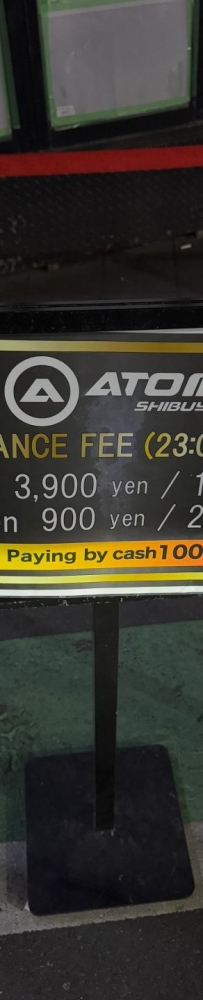 ATOM
SHIBUY
ANCE FEE (23:0
3,900 yen / 1
n 900 yen / 2
Paying by cash100